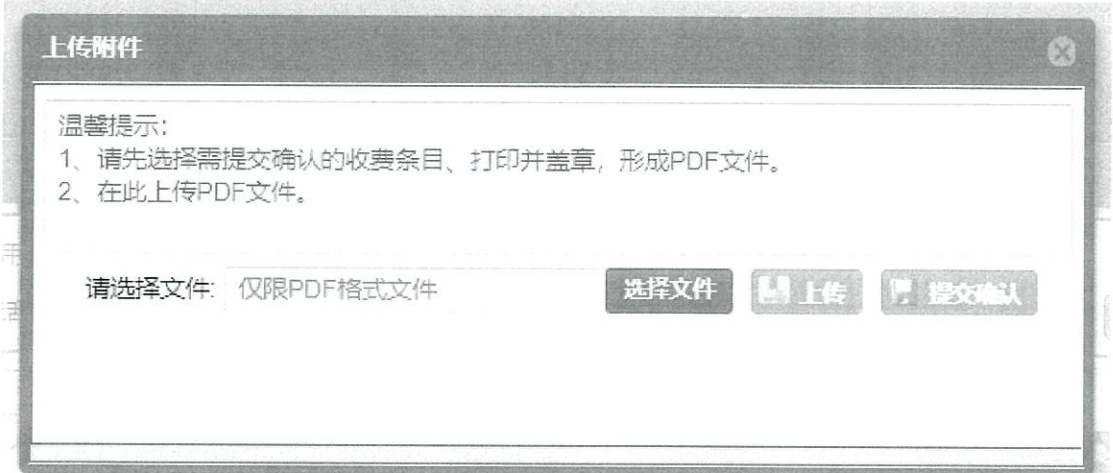 上传附件
温馨提示:
1、请先选择需提交确认的收费条目、打印并盖章，形成PDF文件。
2、在此上传PDF文件。
请选择文件: 仅限PDF格式文件 选择文件 上传 提交确认